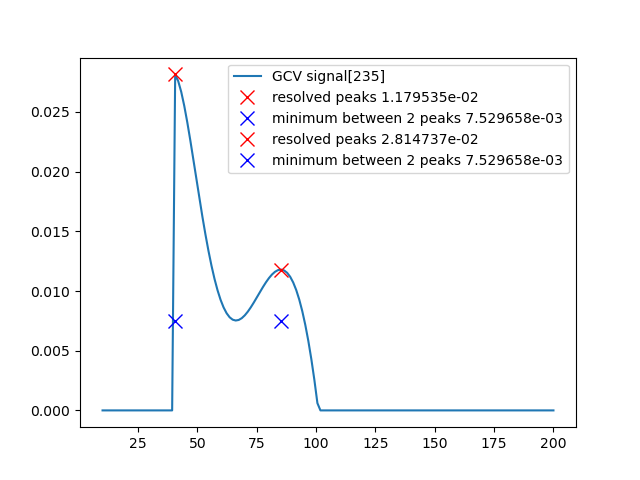 GCV signal[235]
resolved peaks 1.179535e-02
minimum between 2 peaks 7.529658e-03
resolved peaks 2.814737e-02
minimum between 2 peaks 7.529658e-03
0.025
0.020
0.015
0.010
0.005
0.000
25 50 75 100 125 150 175 200